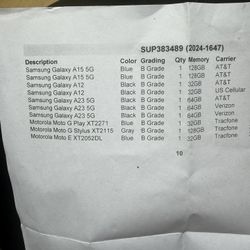 SUP383489 (2024-1647)
Description Color Grading Qty Memory Carrier
Samsung Galaxy A15 5G Blue B Grade 1 128GB AT&T
Samsung Galaxy A15 5G Blue B Grade 1 128GB AT&T
Samsung Galaxy A12 Black B Grade 1 32GB AT&T
Samsung Galaxy A12 Black B Grade 1 32GB US Cellular
Samsung Galaxy A23 5G Black B Grade 1 64GB AT&T
Samsung Galaxy A23 5G Black B Grade 1 64GB Verizon
Samsung Galaxy A23 5G Black B Grade 1 64GB Verizon
Motorola Moto G Play XT2271 Blue B Grade 1 32GB Tracfone
Motorola Moto G Stylus XT2115 Gray B Grade 1 128GB Tracfone
Motorola Moto E XT2052DL Blue B Grade 1 32GB Tracfone
10